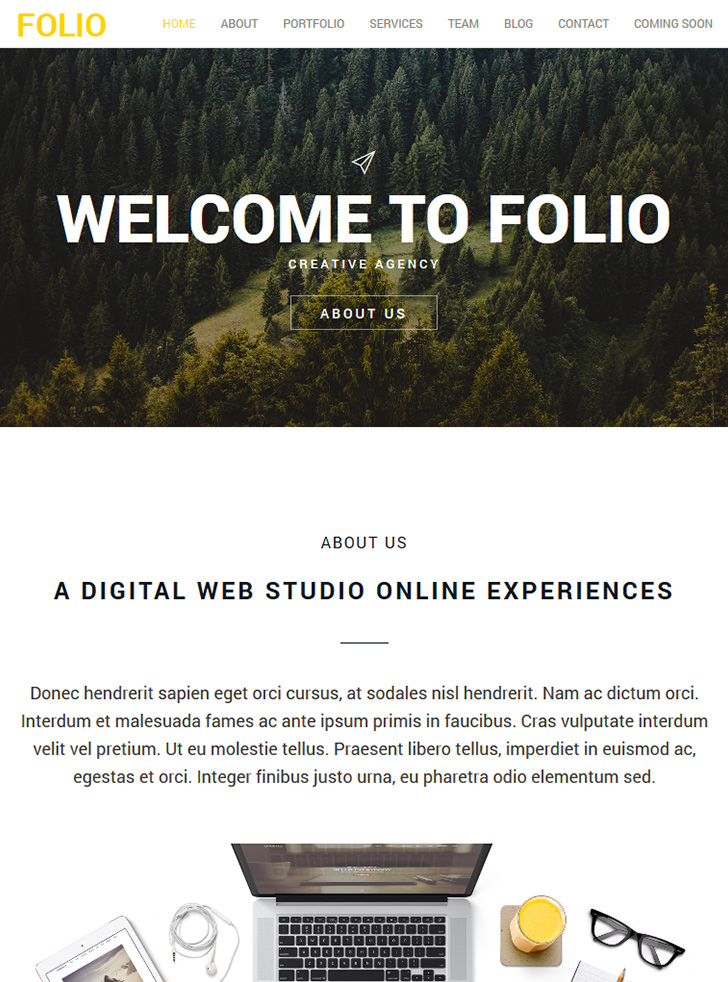 FOLIO
HOME ABOUT PORTFOLIO SERVICES TEAM BLOG CONTACT COMING SOON
WELCOME TO FOLIO
CREATIVE AGENCY
ABOUT US
ABOUT US
A DIGITAL WEB STUDIO ONLINE EXPERIENCES
Donec hendrerit sapien eget orci cursus, at sodales nisl hendrerit. Nam ac dictum orci.
Interdum et malesuada fames ac ante ipsum primis in faucibus. Cras vulputate interdum
velit vel pretium. Ut eu molestie tellus. Praesent libero tellus, imperdiet in euismod ac,
egestas et orci. Integer finibus justo urna, eu pharetra odio elementum sed.